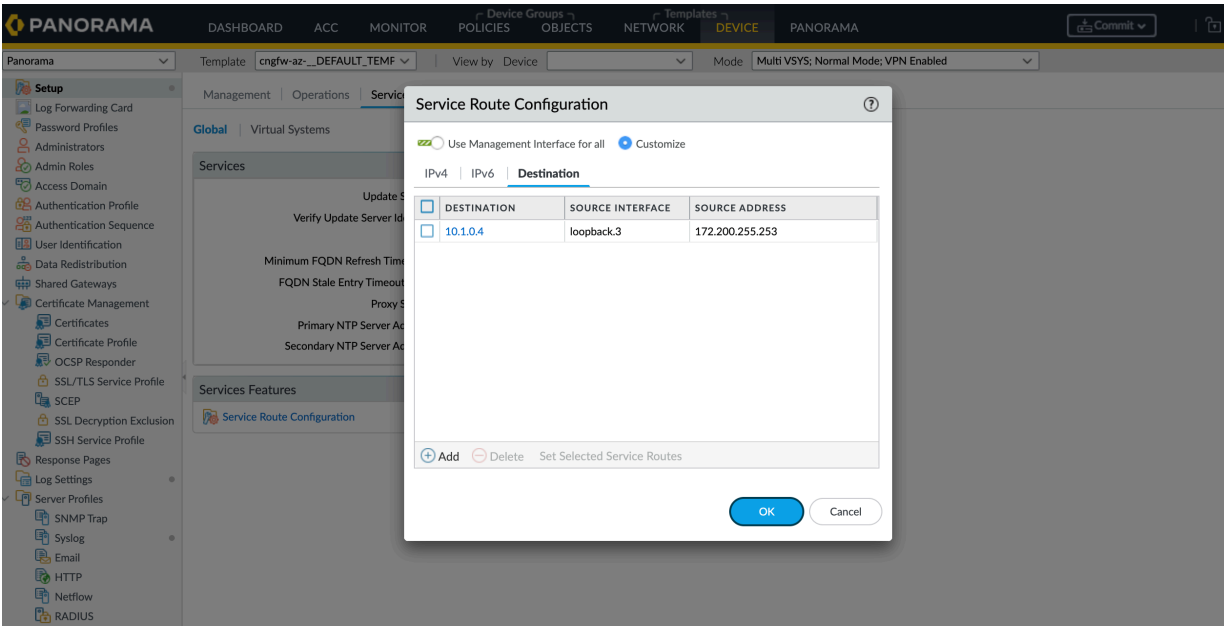 PANORAMA
DASHBOARD ACC MONITOR POLICIES OBJECTS NETWORK DEVICE PANORAMA
Device Groups Templates
Commit
Panorama
Template cngfw-az-__DEFAULT_TEMF View by Device Mode Multi VSYS; Normal Mode; VPN Enabled
Setup
Log Forwarding Card
Password Profiles
Administrators
Admin Roles
Access Domain
Authentication Profile
Authentication Sequence
User Identification
Data Redistribution
Shared Gateways
Certificate Management
Certificates
Certificate Profile
OCSP Responder
SSL/TLS Service Profile
SCEP
SSL Decryption Exclusion
SSH Service Profile
Response Pages
Log Settings
Server Profiles
SNMP Trap
Syslog
Email
HTTP
Netflow
RADIUS
Management Operations Servic
Global Virtual Systems
Services
Update S
Verify Update Server Ide
Minimum FQDN Refresh Time
FQDN Stale Entry Timeout
Proxy S
Primary NTP Server Ad
Secondary NTP Server Ad
Services Features
Service Route Configuration
Service Route Configuration
Use Management Interface for all Customize
IPv4 IPv6 Destination
DESTINATION SOURCE INTERFACE SOURCE ADDRESS
10.1.0.4 loopback.3 172.200.255.253
Add Delete Set Selected Service Routes
OK Cancel